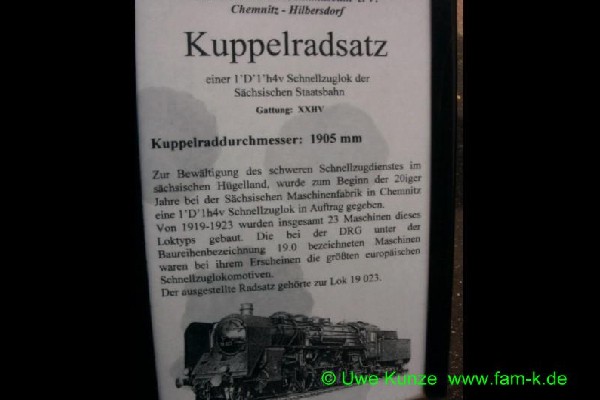 Chemnitz - Hilbersdorf
Kuppelradsatz
einer 1'D'1'h4v Schnellzuglok der
Sächsischen Staatsbahn
Gattung: XXHV
Kuppelraddurchmesser: 1905 mm
Zur Bewältigung des schweren Schnellzugdienstes im
sächsischen Hügelland, wurde zum Beginn der 20iger
Jahre bei der Sächsischen Maschinenfabrik in Chemnitz
eine 1'D'1h4v Schnellzuglok in Auftrag gegeben.
Von 1919-1923 wurden insgesamt 23 Maschinen dieses
Loktyps gebaut. Die bei der DRG unter der
Baureihenbezeichnung 19.0 bezeichneten Maschinen
waren bei ihrem Erscheinen die größten europäischen
Schnellzuglokomotiven.
Der ausgestellte Radsatz gehörte zur Lok 19 023.
© Uwe Kunze www.fam-k.de